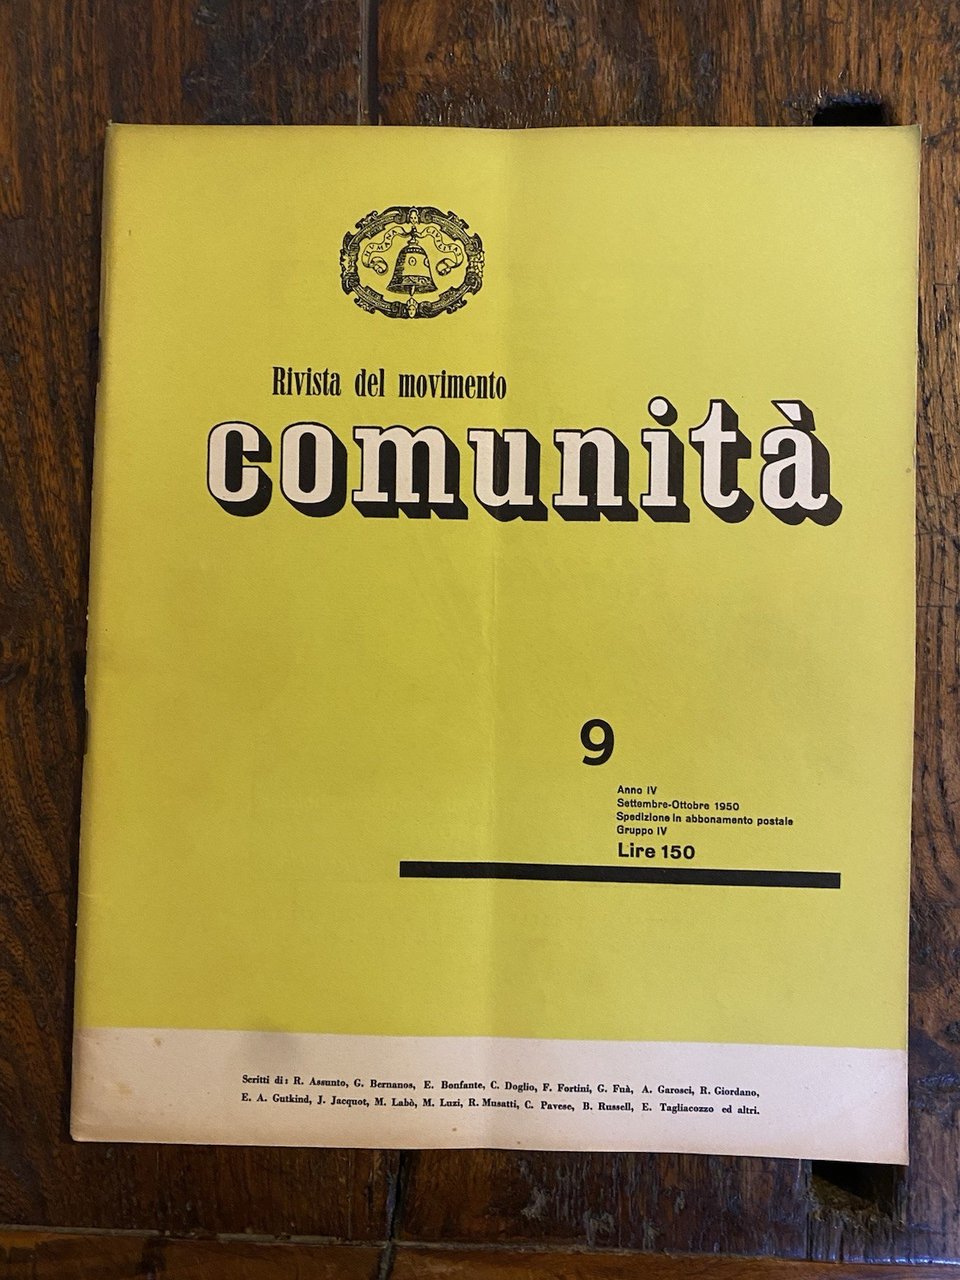 HUMANA CIVILITAS
Rivista del movimento
comunità
9
Anno IV
Settembre-Ottobre 1950
Spedizione in abbonamento postale
Gruppo IV
Lire 150
Scritti di: R. Assunto, G. Bernanos, E. Bonfante, C. Doglio, F. Fortini, G. Fuà, A. Garosci, R. Giordano,
E. A. Gutkind, J. Jacquot, M. Labò, M. Luzi, R. Musatti, C. Pavese, B. Russell, E. Tagliacozzo ed altri.